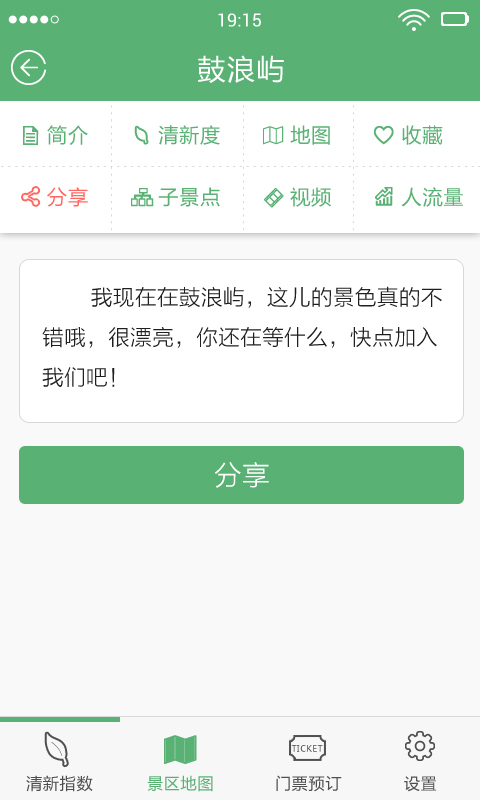 19:15
鼓浪屿
简介 清新度 地图 收藏
分享 子景点 视频 人流量
我现在在鼓浪屿，这儿的景色真的不
错哦，很漂亮，你还在等什么，快点加入
我们吧！
分享
TICKET
清新指数 景区地图 门票预订 设置